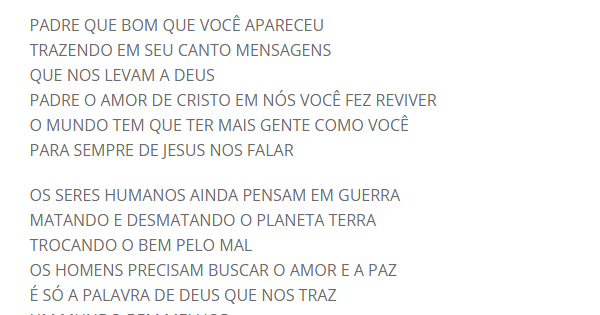 PADRE QUE BOM QUE VOCÊ APARECEU
TRAZENDO EM SEU CANTO MENSAGENS
QUE NOS LEVAM A DEUS
PADRE O AMOR DE CRISTO EM NÓS VOCÊ FEZ REVIVER
O MUNDO TEM QUE TER MAIS GENTE COMO VOCÊ
PARA SEMPRE DE JESUS NOS FALAR
OS SERES HUMANOS AINDA PENSAM EM GUERRA
MATANDO E DESMATANDO O PLANETA TERRA
TROCANDO O BEM PELO MAL
OS HOMENS PRECISAM BUSCAR O AMOR E A PAZ
É SÓ A PALAVRA DE DEUS QUE NOS TRAZ